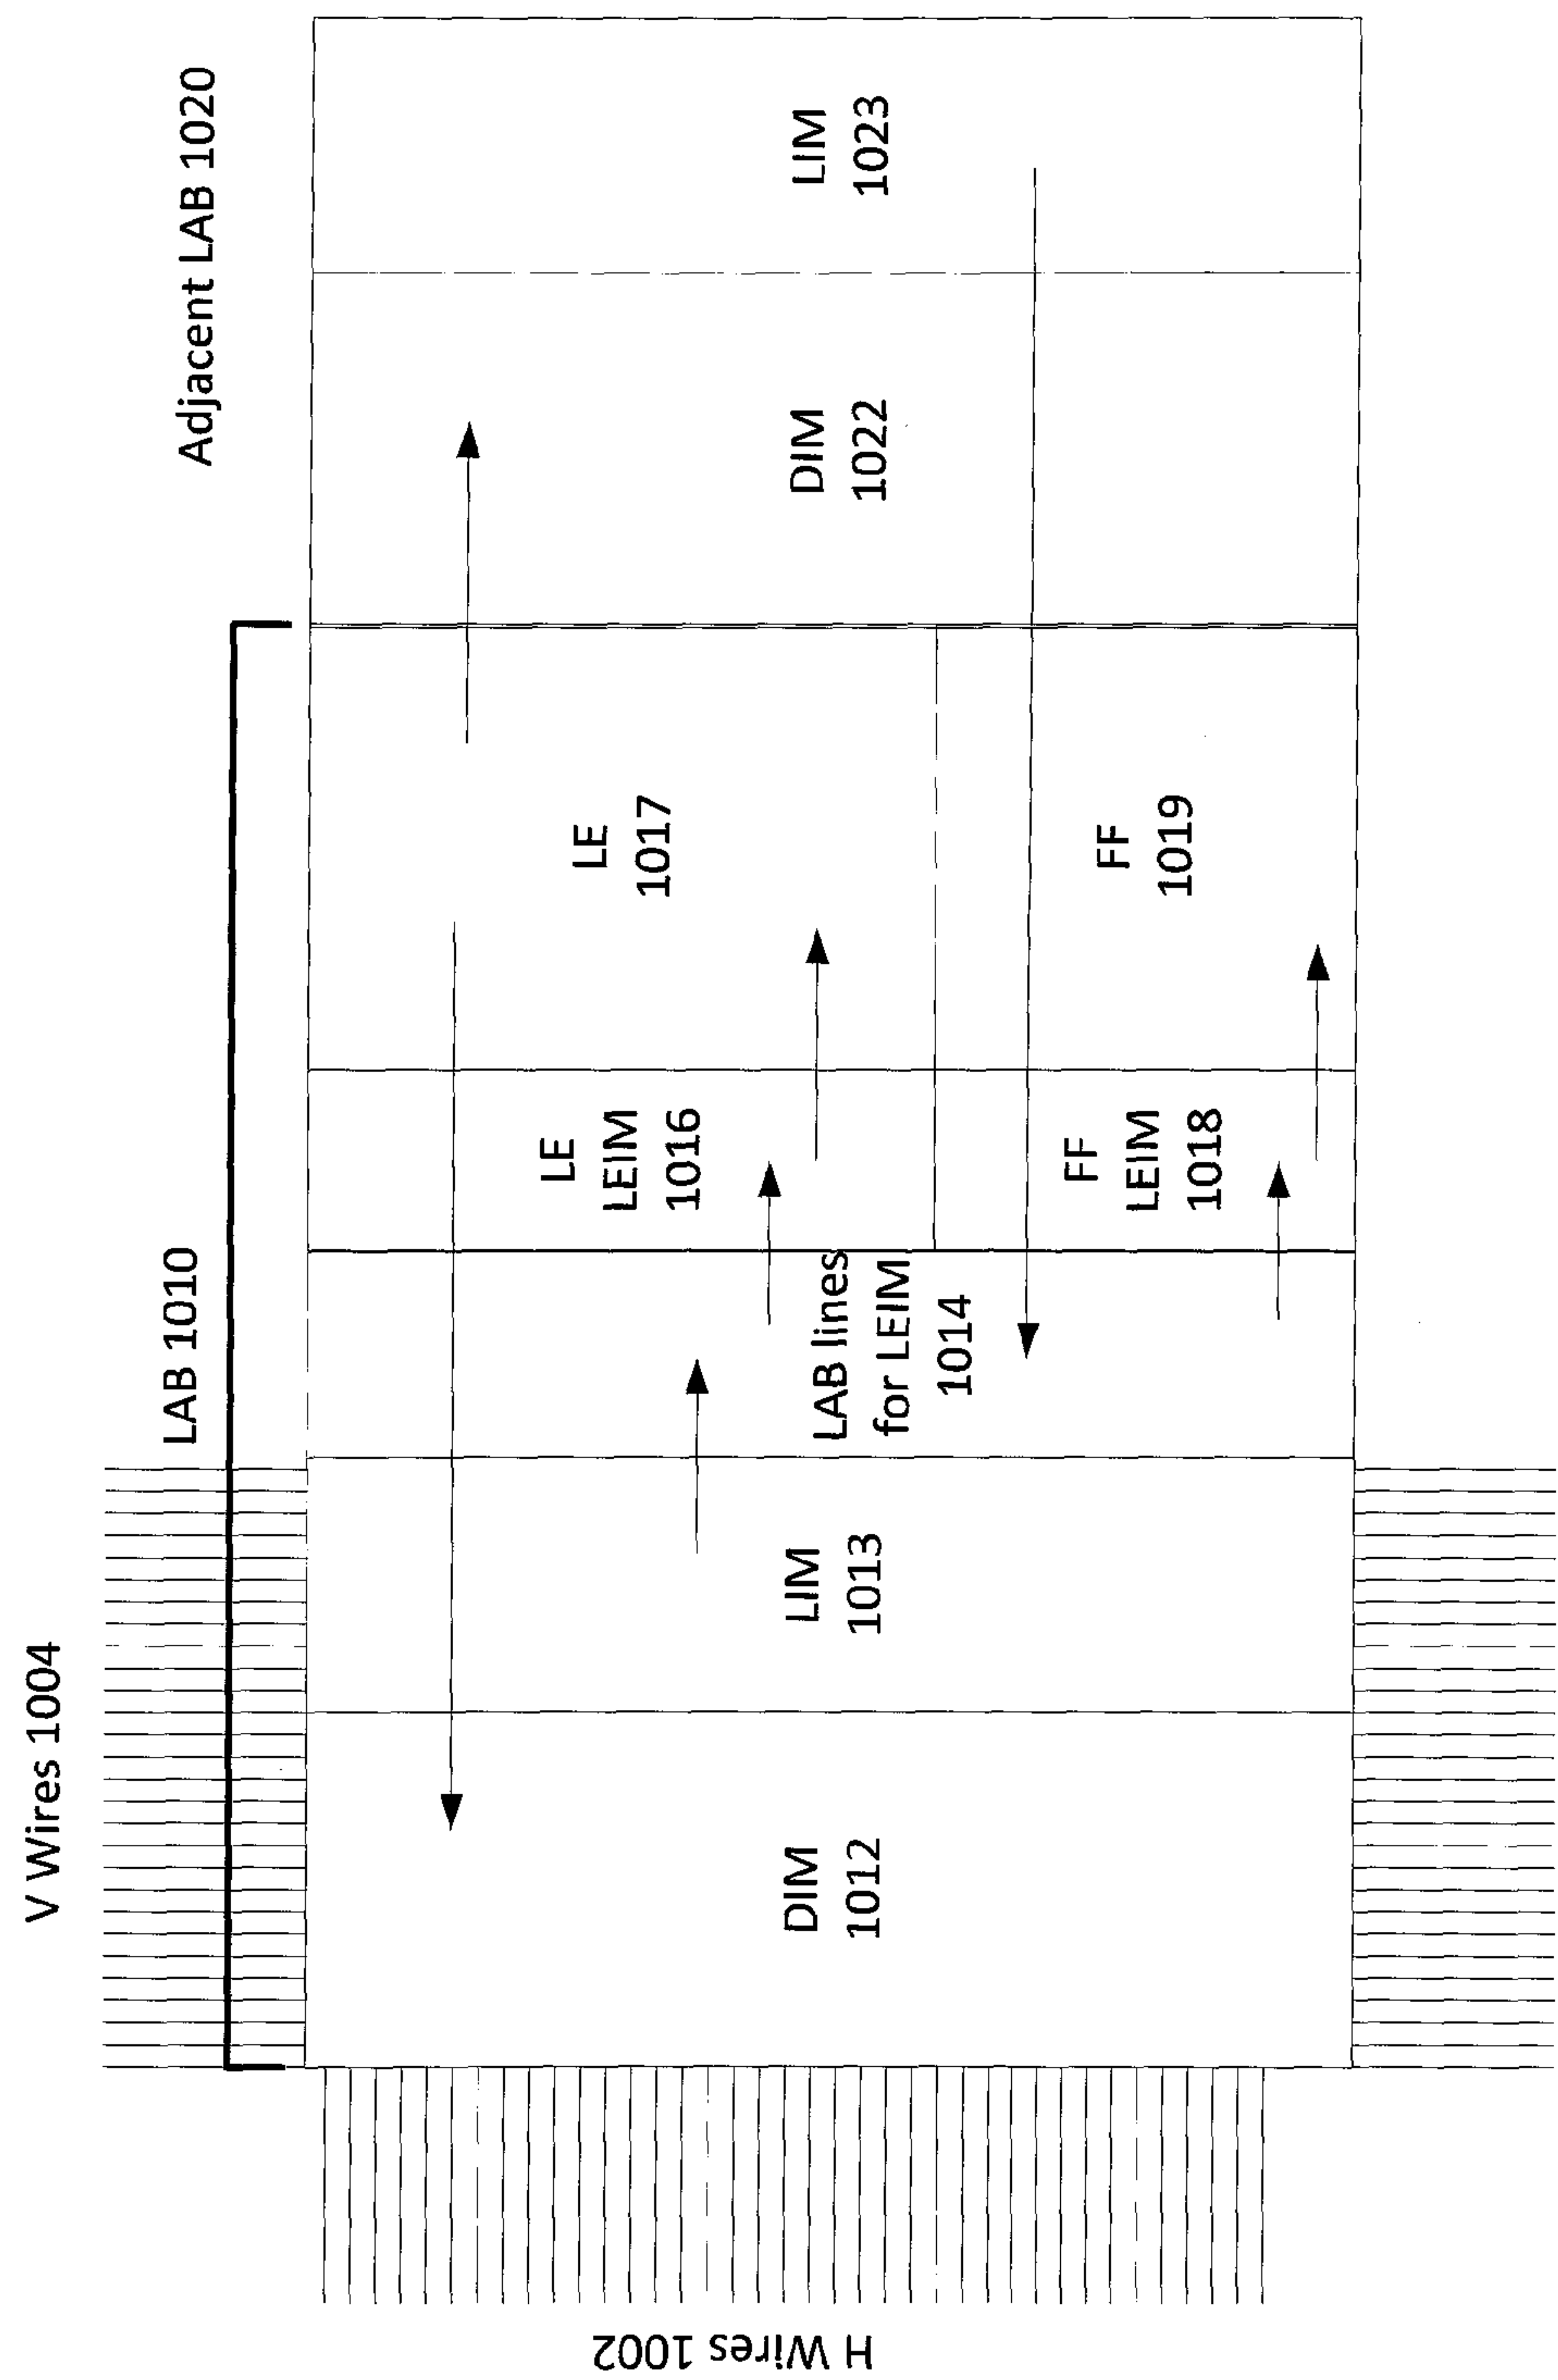 V Wires 1004
LAB 1010
Adjacent LAB 1020
H Wires 1002
DIM
1012
LIM
1013
LAB lines
for LEIM
1014
LE
LEIM
1016
LE
1017
FF
LEIM
1018
FF
1019
DIM
1022
LIM
1023